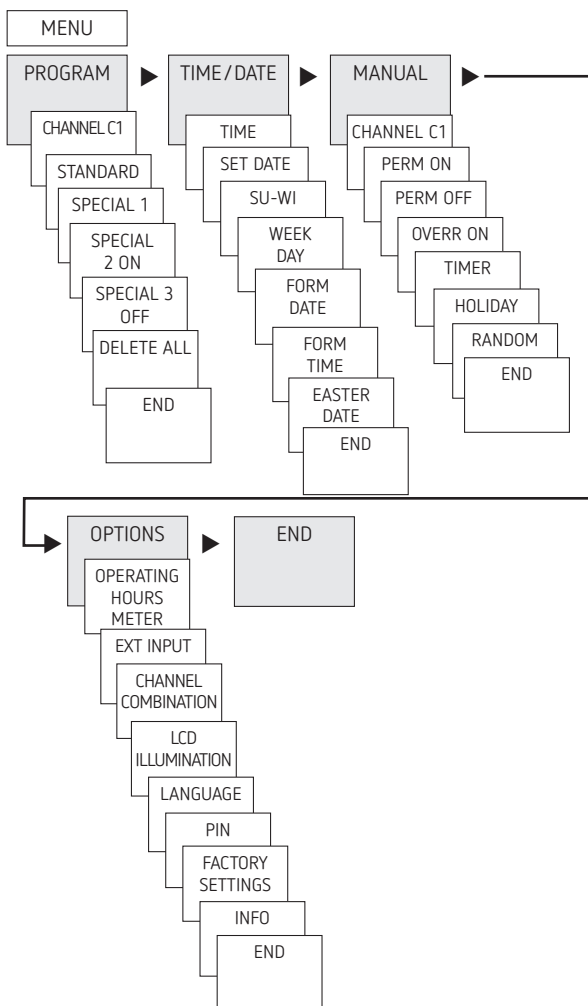 MENU
PROGRAM
CHANNEL C1
STANDARD
SPECIAL 1
SPECIAL
2 ON
SPECIAL 3
OFF
DELETE ALL
END
TIME/DATE
TIME
SET DATE
SU-WI
WEEK
DAY
FORM
DATE
FORM
TIME
EASTER
DATE
END
MANUAL
CHANNEL C1
PERM ON
PERM OFF
OVERR ON
TIMER
HOLIDAY
RANDOM
END
OPTIONS
OPERATING
HOURS
METER
EXT INPUT
CHANNEL
COMBINATION
LCD
ILLUMINATION
LANGUAGE
PIN
FACTORY
SETTINGS
INFO
END
END